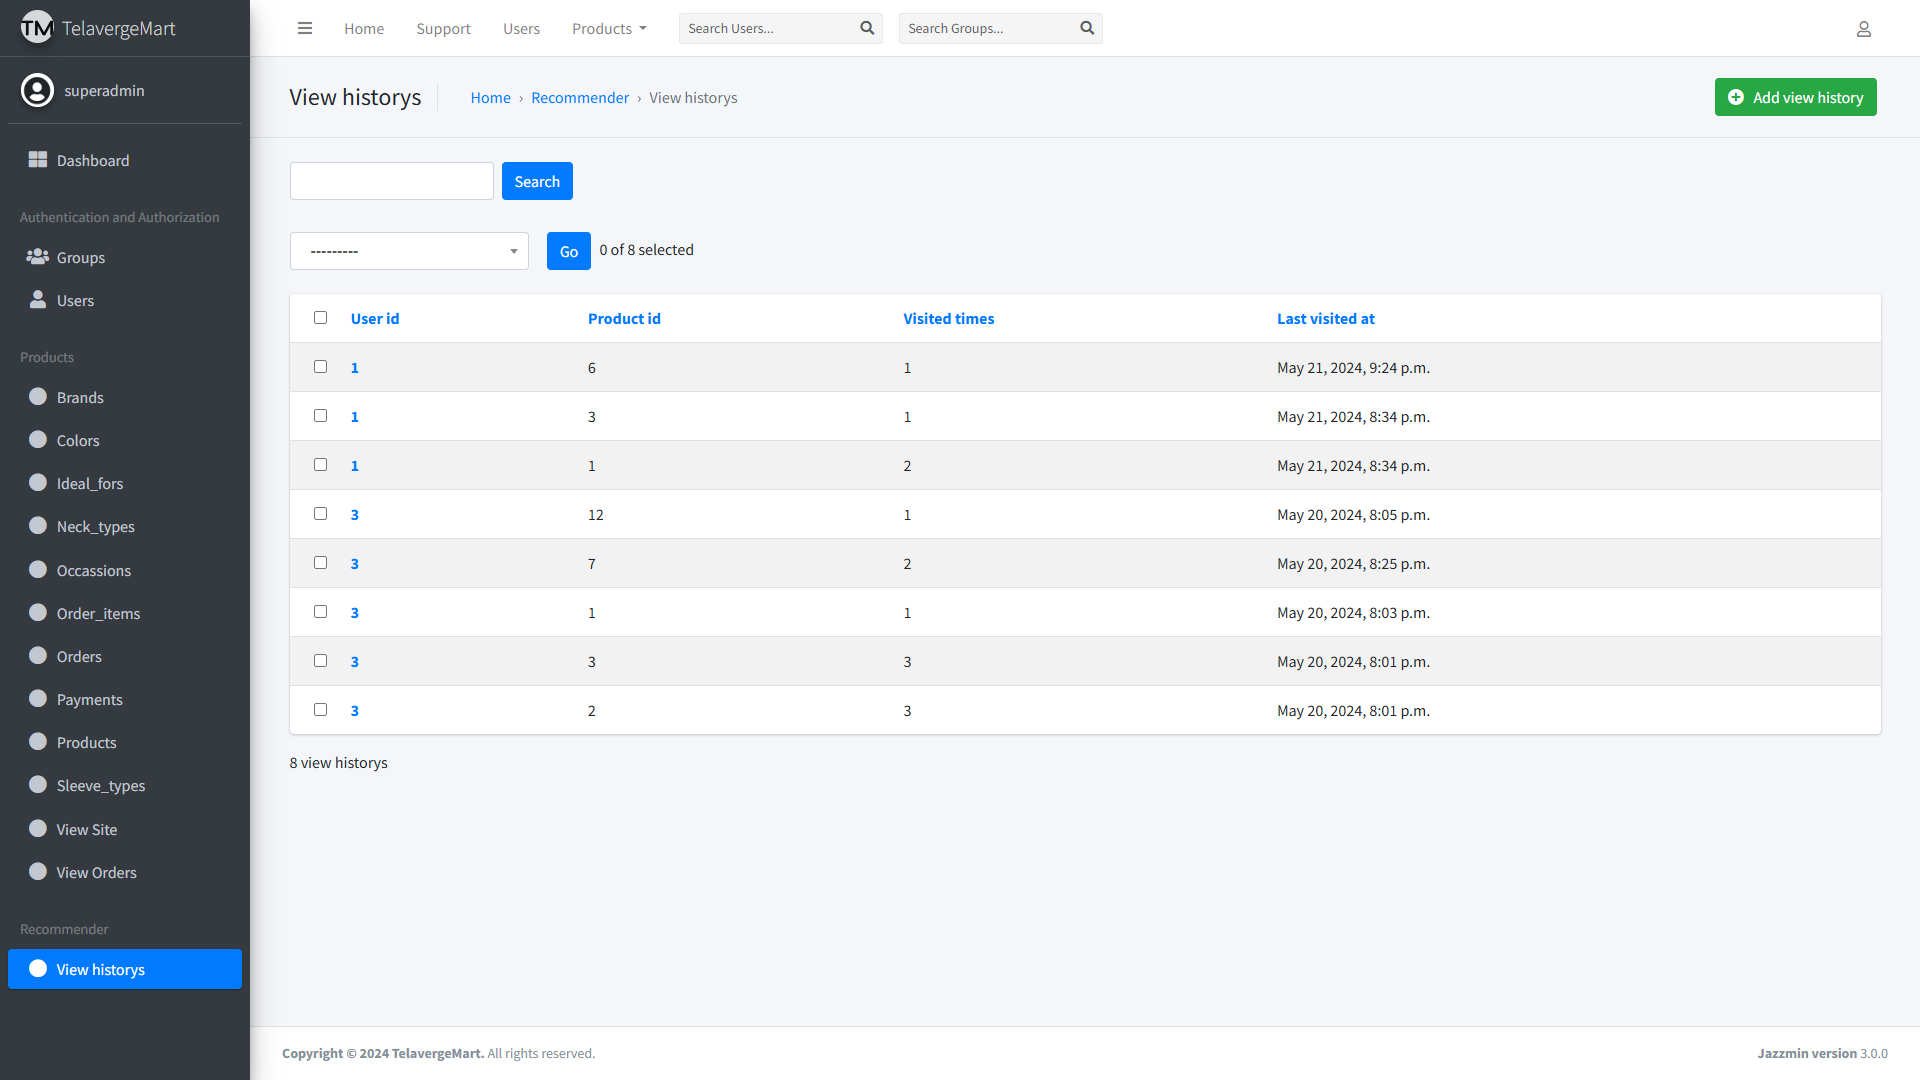 TM TelavergeMart
superadmin
Dashboard
Authentication and Authorization
Groups
Users
Products
Brands
Colors
Ideal_fors
Neck_types
Occassions
Order_items
Orders
Payments
Products
Sleeve_types
View Site
View Orders
Recommender
View historys
Home Support Users Products Search Users... Search Groups...
View historys Home › Recommender › View historys Add view history
Search
--------- Go 0 of 8 selected
User id Product id Visited times Last visited at
1 6 1 May 21, 2024, 9:24 p.m.
1 3 1 May 21, 2024, 8:34 p.m.
1 1 2 May 21, 2024, 8:34 p.m.
3 12 1 May 20, 2024, 8:05 p.m.
3 7 2 May 20, 2024, 8:25 p.m.
3 1 1 May 20, 2024, 8:03 p.m.
3 3 3 May 20, 2024, 8:01 p.m.
3 2 3 May 20, 2024, 8:01 p.m.
8 view historys
Copyright © 2024 TelavergeMart. All rights reserved. Jazzmin version 3.0.0